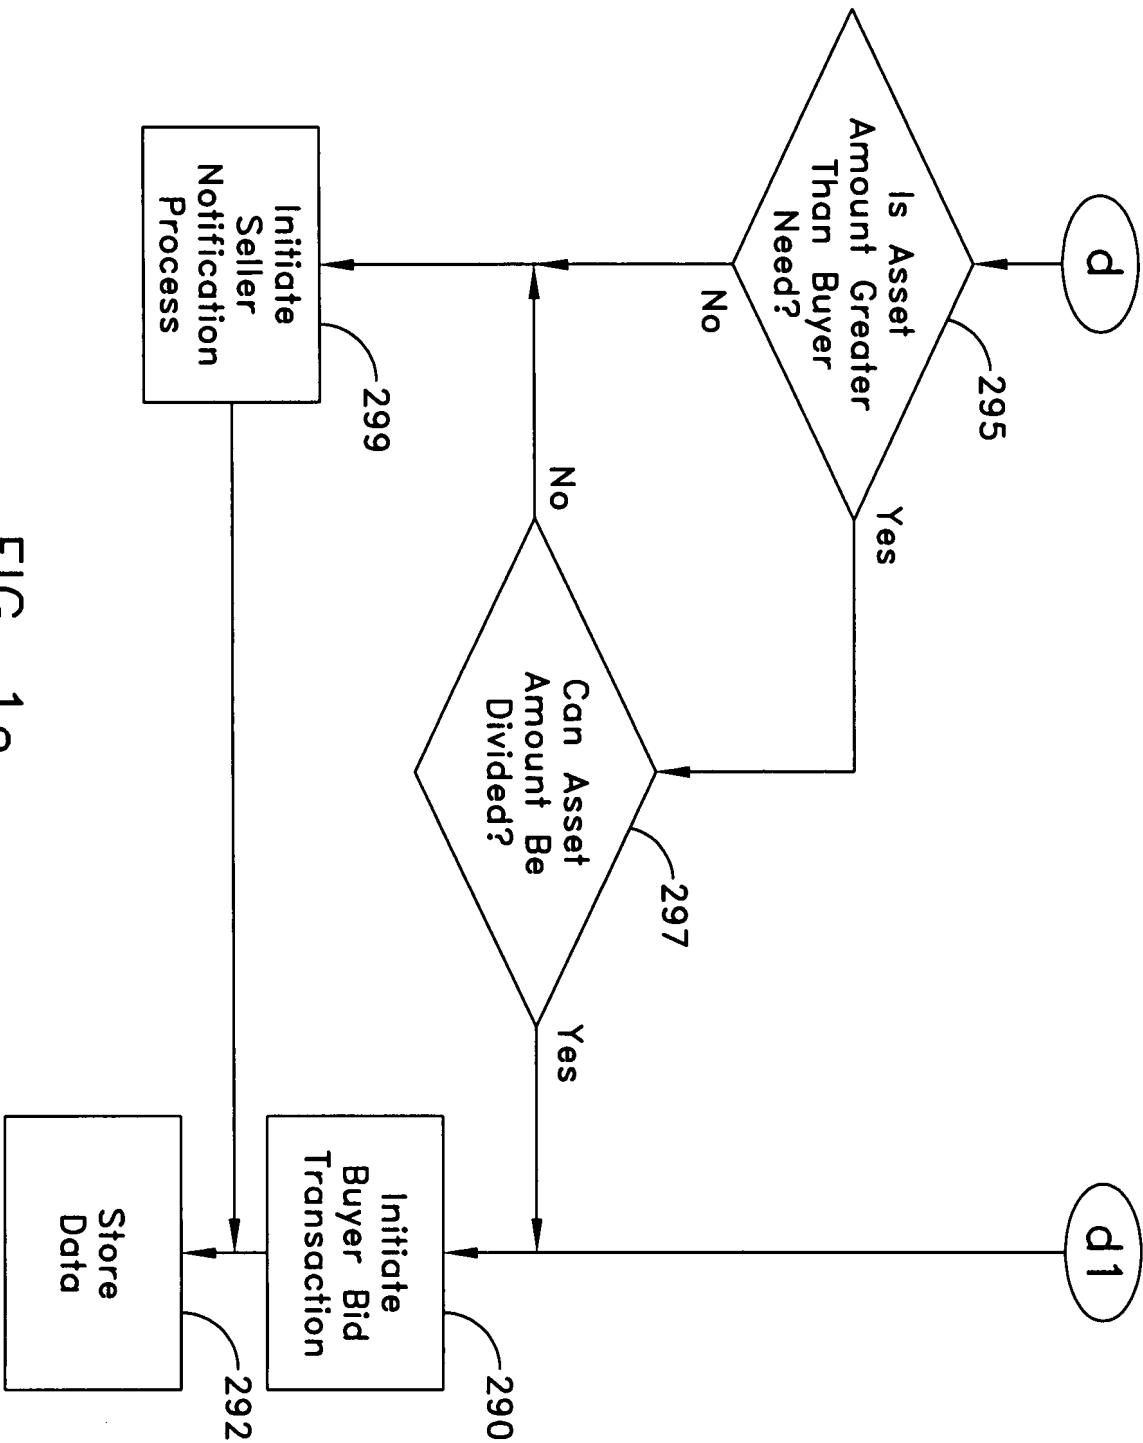 d
d1
295
Is Asset
Amount Greater
Than Buyer
Need?
Yes
No
297
Can Asset
Amount Be
Divided?
No
Yes
299
Initiate
Seller
Notification
Process
290
Initiate
Buyer Bid
Transaction
292
Store
Data
FIG.